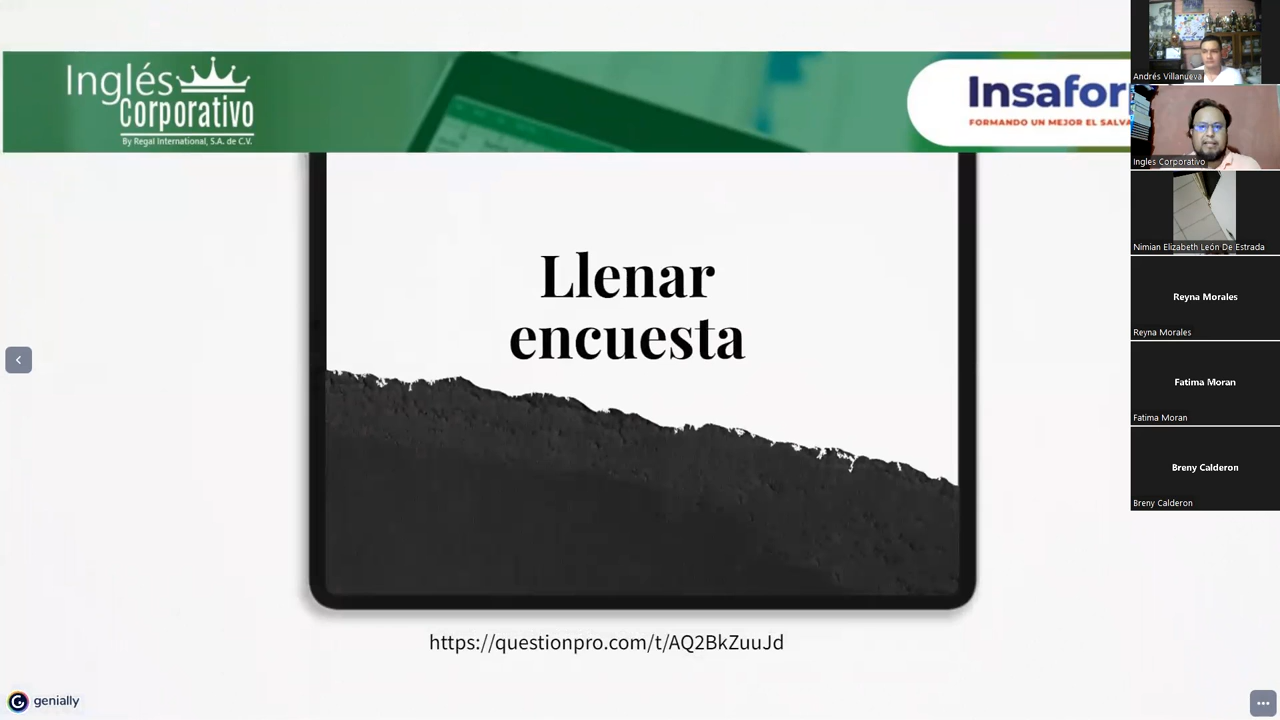 Inglés
Corporativo
By Regal International, S.A. de C.V.
Insafor
FORMANDO UN MEJOR EL SALVA
Llenar
encuesta
https://questionpro.com/t/AQ2BkZuuJd
genially
Andrés Villanueva
Ingles Corporativo
Nimian Elizabeth León De Estrada
Reyna Morales
Reyna Morales
Fatima Moran
Fatima Moran
Breny Calderon
Breny Calderon